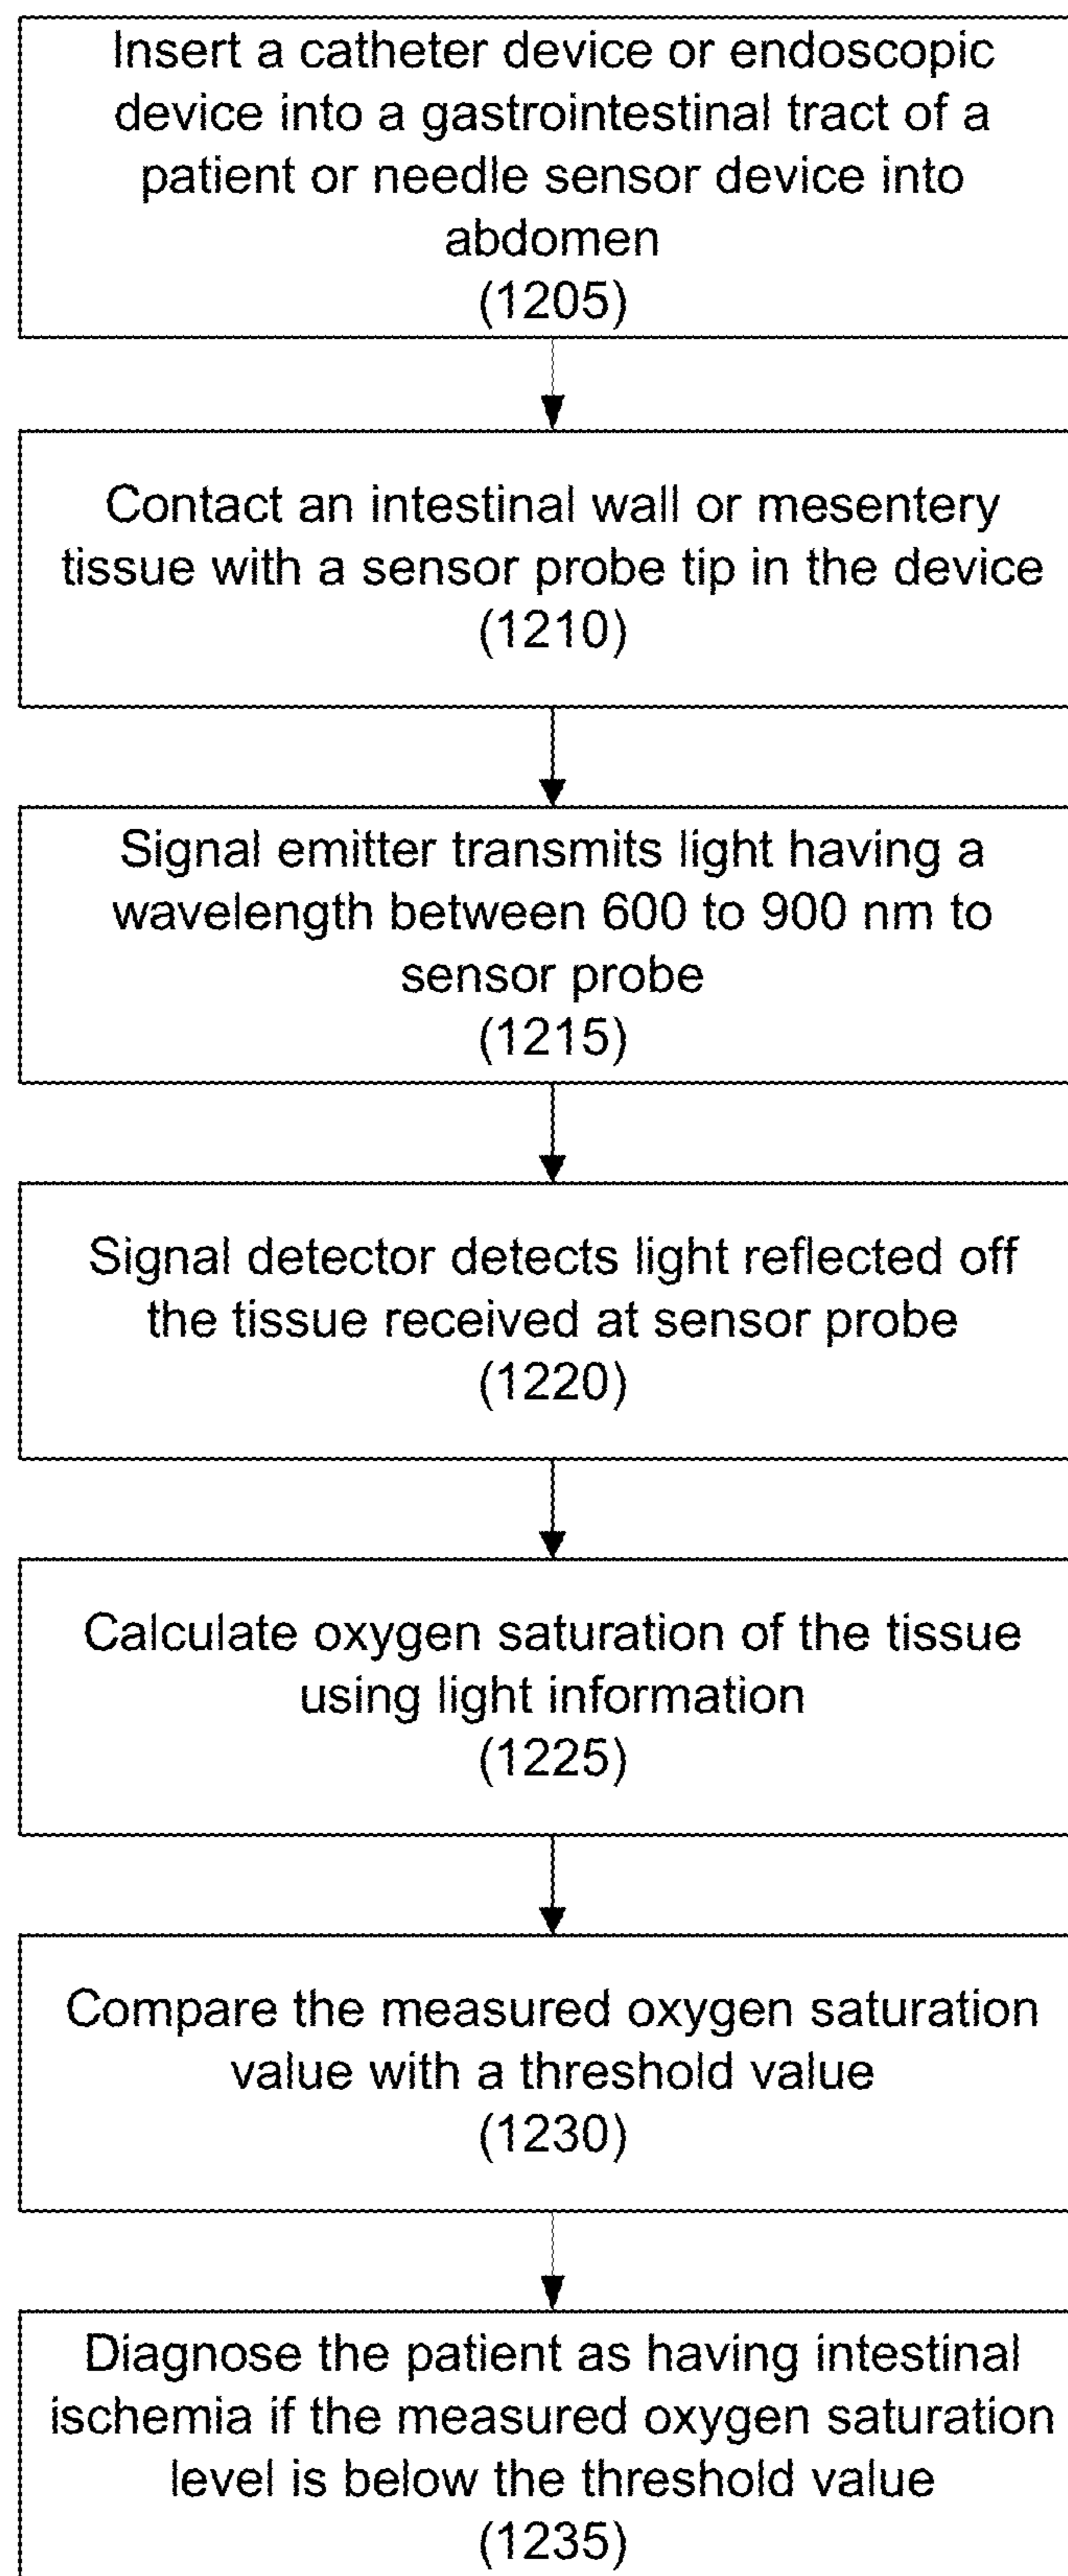 Insert a catheter device or endoscopic
device into a gastrointestinal tract of a
patient or needle sensor device into
abdomen
(1205)
Contact an intestinal wall or mesentery
tissue with a sensor probe tip in the device
(1210)
Signal emitter transmits light having a
wavelength between 600 to 900 nm to
sensor probe
(1215)
Signal detector detects light reflected off
the tissue received at sensor probe
(1220)
Calculate oxygen saturation of the tissue
using light information
(1225)
Compare the measured oxygen saturation
value with a threshold value
(1230)
Diagnose the patient as having intestinal
ischemia if the measured oxygen saturation
level is below the threshold value
(1235)